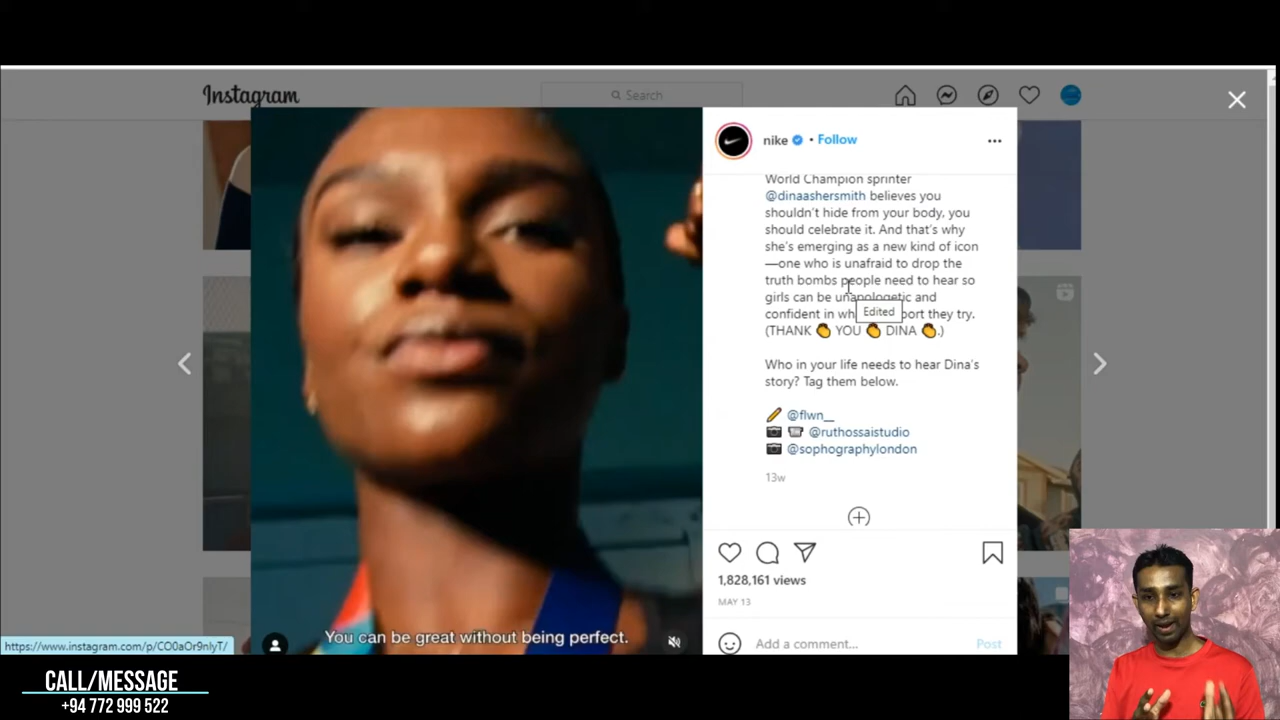 Instagram
Search
nike • Follow
World Champion sprinter
@dinaashersmith believes you
shouldn't hide from your body, you
should celebrate it. And that's why
she's emerging as a new kind of icon
—one who is unafraid to drop the
truth bombs people need to hear so
girls can be unapologetic and
confident in wh port they try.
Edited
(THANK 👏 YOU 👏 DINA 👏.)
Who in your life needs to hear Dina's
story? Tag them below.
✏️ @flwn__
@ruthossaistudio
📷 @sophographylondon
13w
1,828,161 views
MAY 13
Add a comment...
Post
You can be great without being perfect.
https://www.instagram.com/p/CO0aOr9nlyT/
CALL/MESSAGE
+94 772 999 522